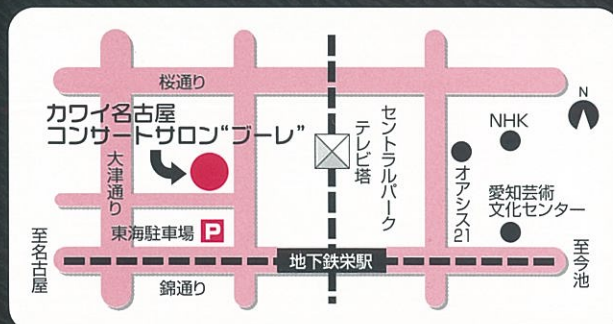 桜通り
カワイ名古屋
コンサートサロン“ブーレ”
大津通り
セントラルパーク
テレビ塔
N
NHK
オアシス21
愛知芸術
文化センター
東海駐車場 P
至名古屋
地下鉄栄駅
至今池
錦通り